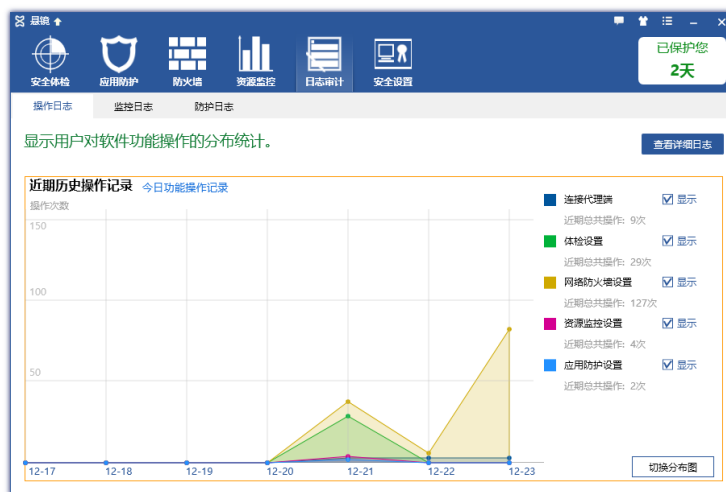 悬镜
已保护您
2天
安全体检
应用防护
防火墙
资源监控
日志审计
安全设置
操作日志
监控日志
防护日志
显示用户对软件功能操作的分布统计。
查看详细日志
近期历史操作记录
今日功能操作记录
操作次数
150
100
50
12-17
12-18
12-19
12-20
12-21
12-22
12-23
连接代理端
显示
近期总共操作: 9次
体检设置
显示
近期总共操作: 29次
网络防火墙设置
显示
近期总共操作: 127次
资源监控设置
显示
近期总共操作: 4次
应用防护设置
显示
近期总共操作: 2次
切换分布图